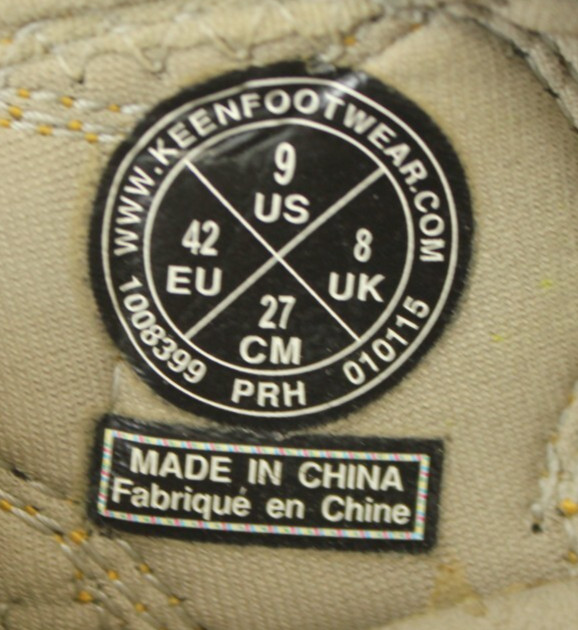 WWW.KEENFOOTWEAR.COM
9
US
42
EU
8
UK
27
CM
1008399
PRH
010115
MADE IN CHINA
Fabriqué en Chine